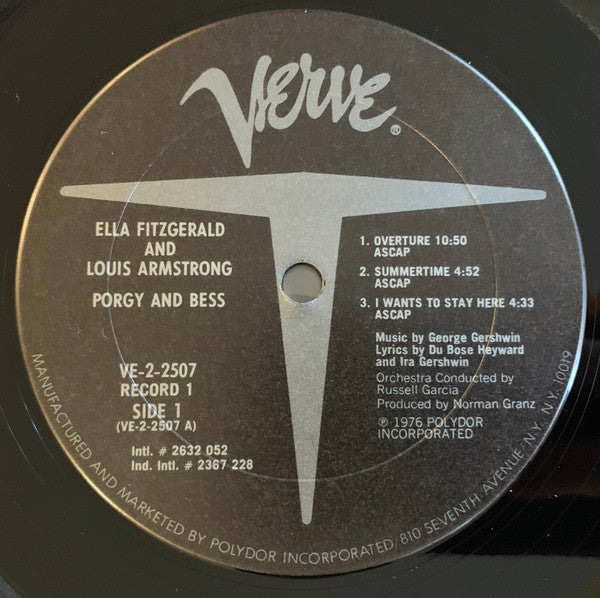 Verve®
ELLA FITZGERALD
AND
LOUIS ARMSTRONG
PORGY AND BESS
VE-2-2507
RECORD 1
SIDE 1
(VE-2-2507 A)
Intl. # 2632 052
Ind. Intl. # 2367 228
1. OVERTURE 10:50
ASCAP
2. SUMMERTIME 4:52
ASCAP
3. I WANTS TO STAY HERE 4:33
ASCAP
Music by George Gershwin
Lyrics by Du Bose Heyward
and Ira Gershwin
Orchestra Conducted by
Russell Garcia
Produced by Norman Granz
℗ 1976 POLYDOR
INCORPORATED
MANUFACTURED AND MARKETED BY POLYDOR INCORPORATED/810 SEVENTH AVENUE N.Y. N.Y. 10019